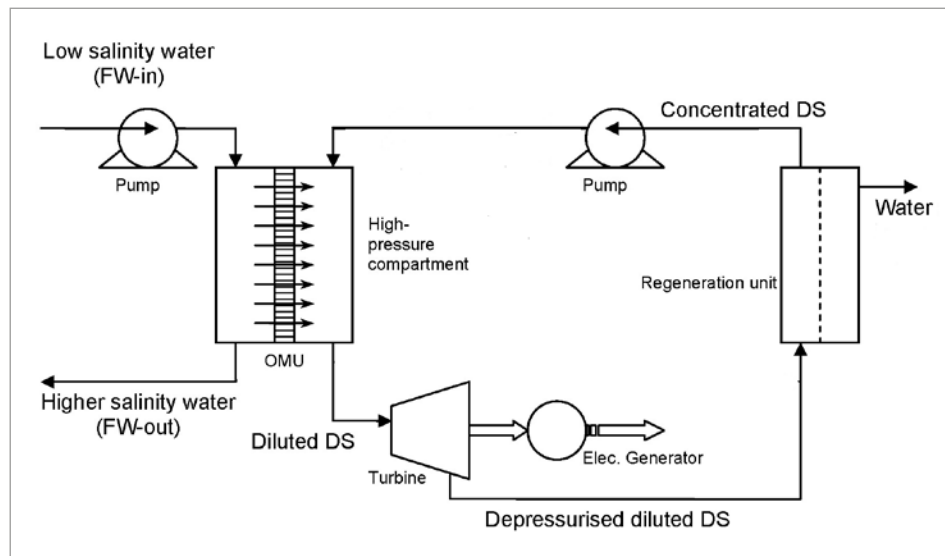 Low salinity water
(FW-in)
Concentrated DS
Pump
Pump
Water
High-
pressure
compartment
Regeneration unit
OMU
Higher salinity water
(FW-out)
Diluted DS
Elec. Generator
Turbine
Depressurised diluted DS